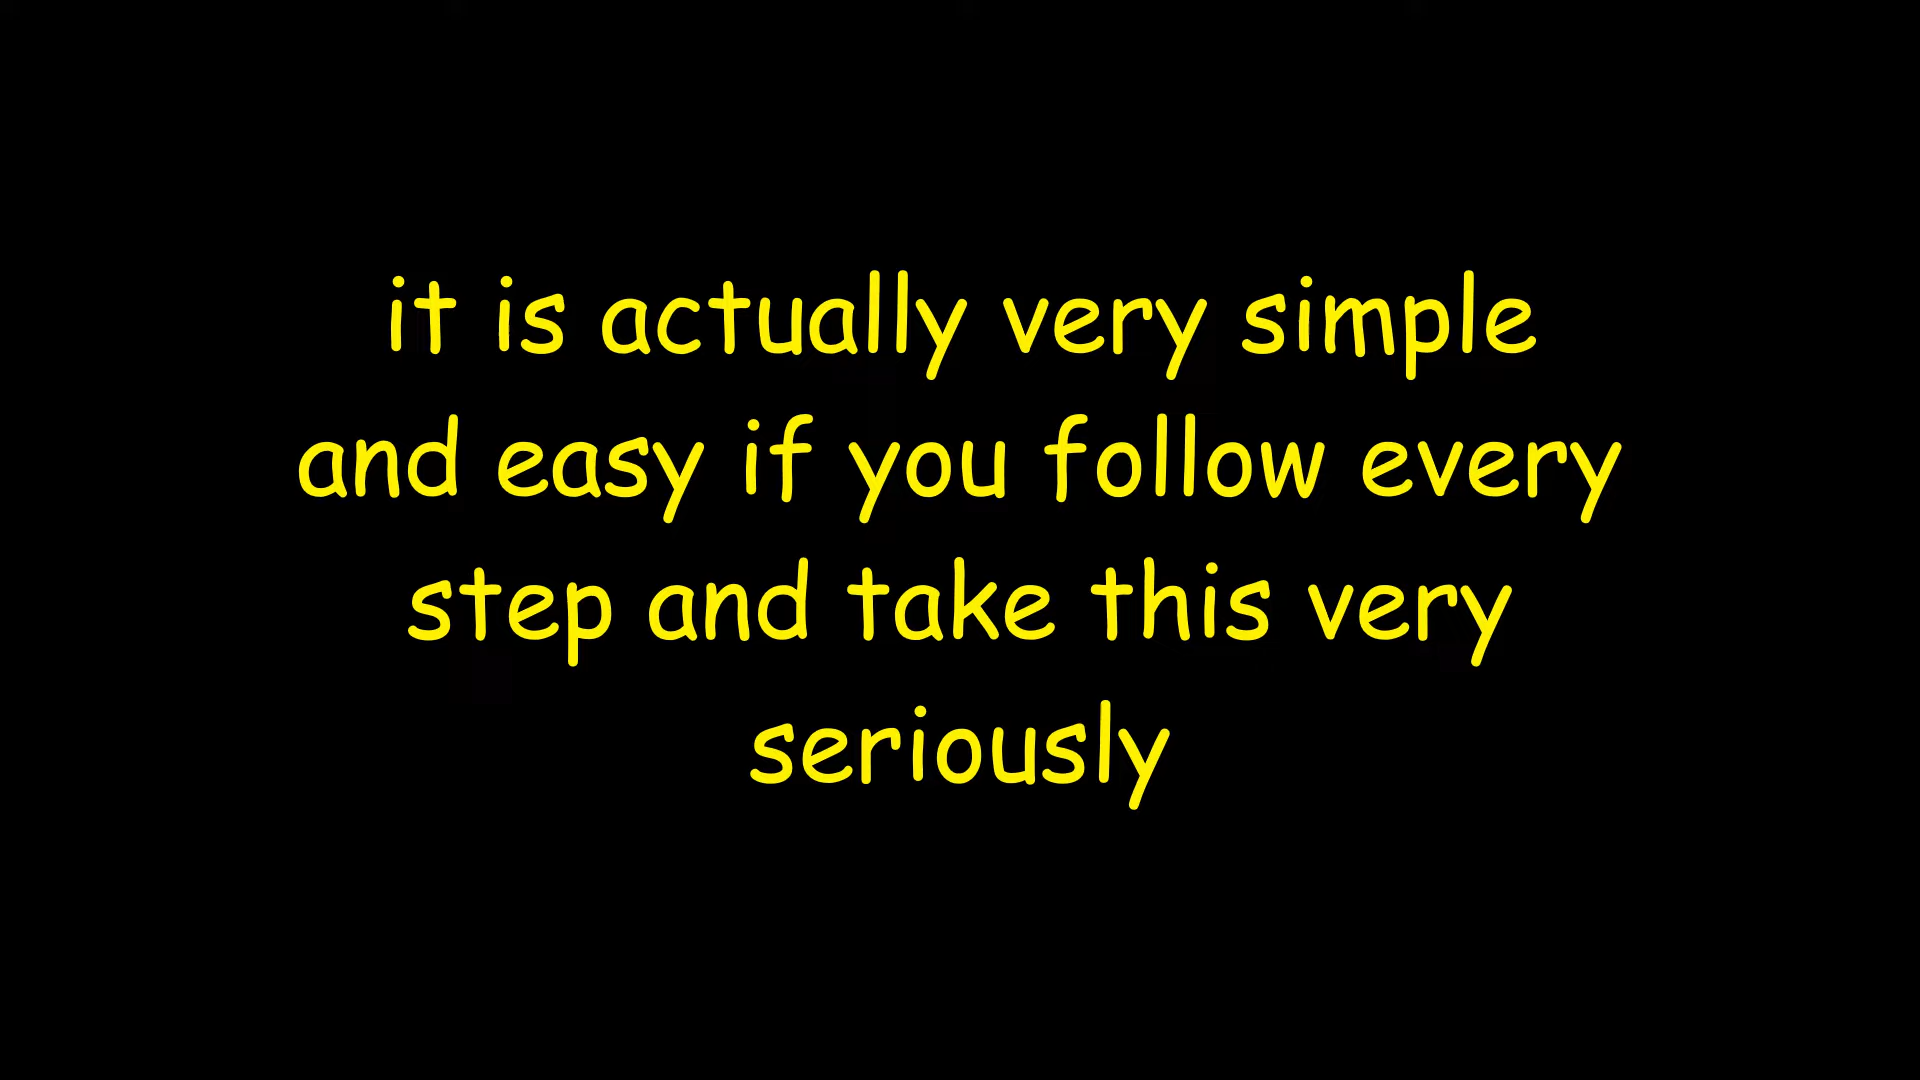 it is actually very simple
and easy if you follow every
step and take this very
seriously